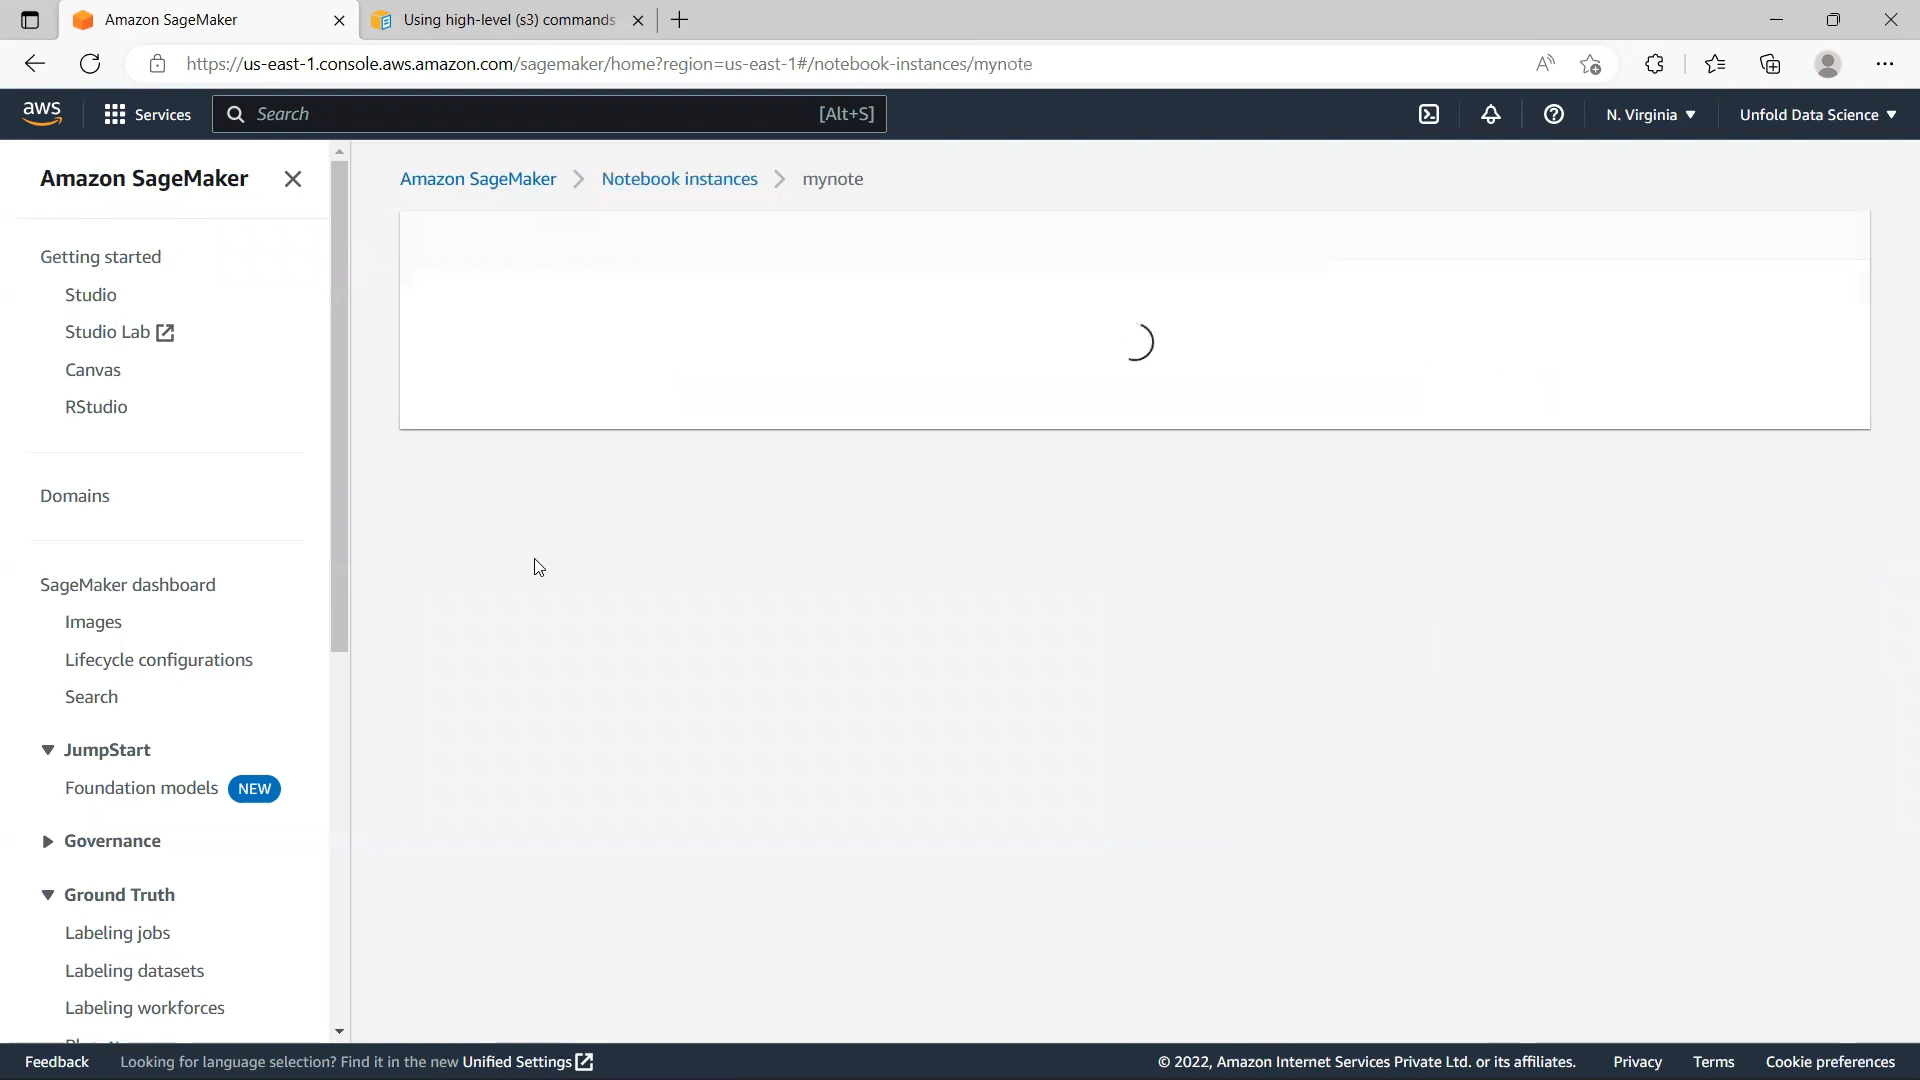 Amazon SageMaker
Using high-level (s3) commands
https://us-east-1.console.aws.amazon.com/sagemaker/home?region=us-east-1#/notebook-instances/mynote
aws
Services
Search
[Alt+S]
N. Virginia
Unfold Data Science
Amazon SageMaker
Amazon SageMaker
Notebook instances
mynote
Getting started
Studio
Studio Lab
Canvas
RStudio
Domains
SageMaker dashboard
Images
Lifecycle configurations
Search
JumpStart
Foundation models NEW
Governance
Ground Truth
Labeling jobs
Labeling datasets
Labeling workforces
Feedback
Looking for language selection? Find it in the new Unified Settings
© 2022, Amazon Internet Services Private Ltd. or its affiliates.
Privacy
Terms
Cookie preferences